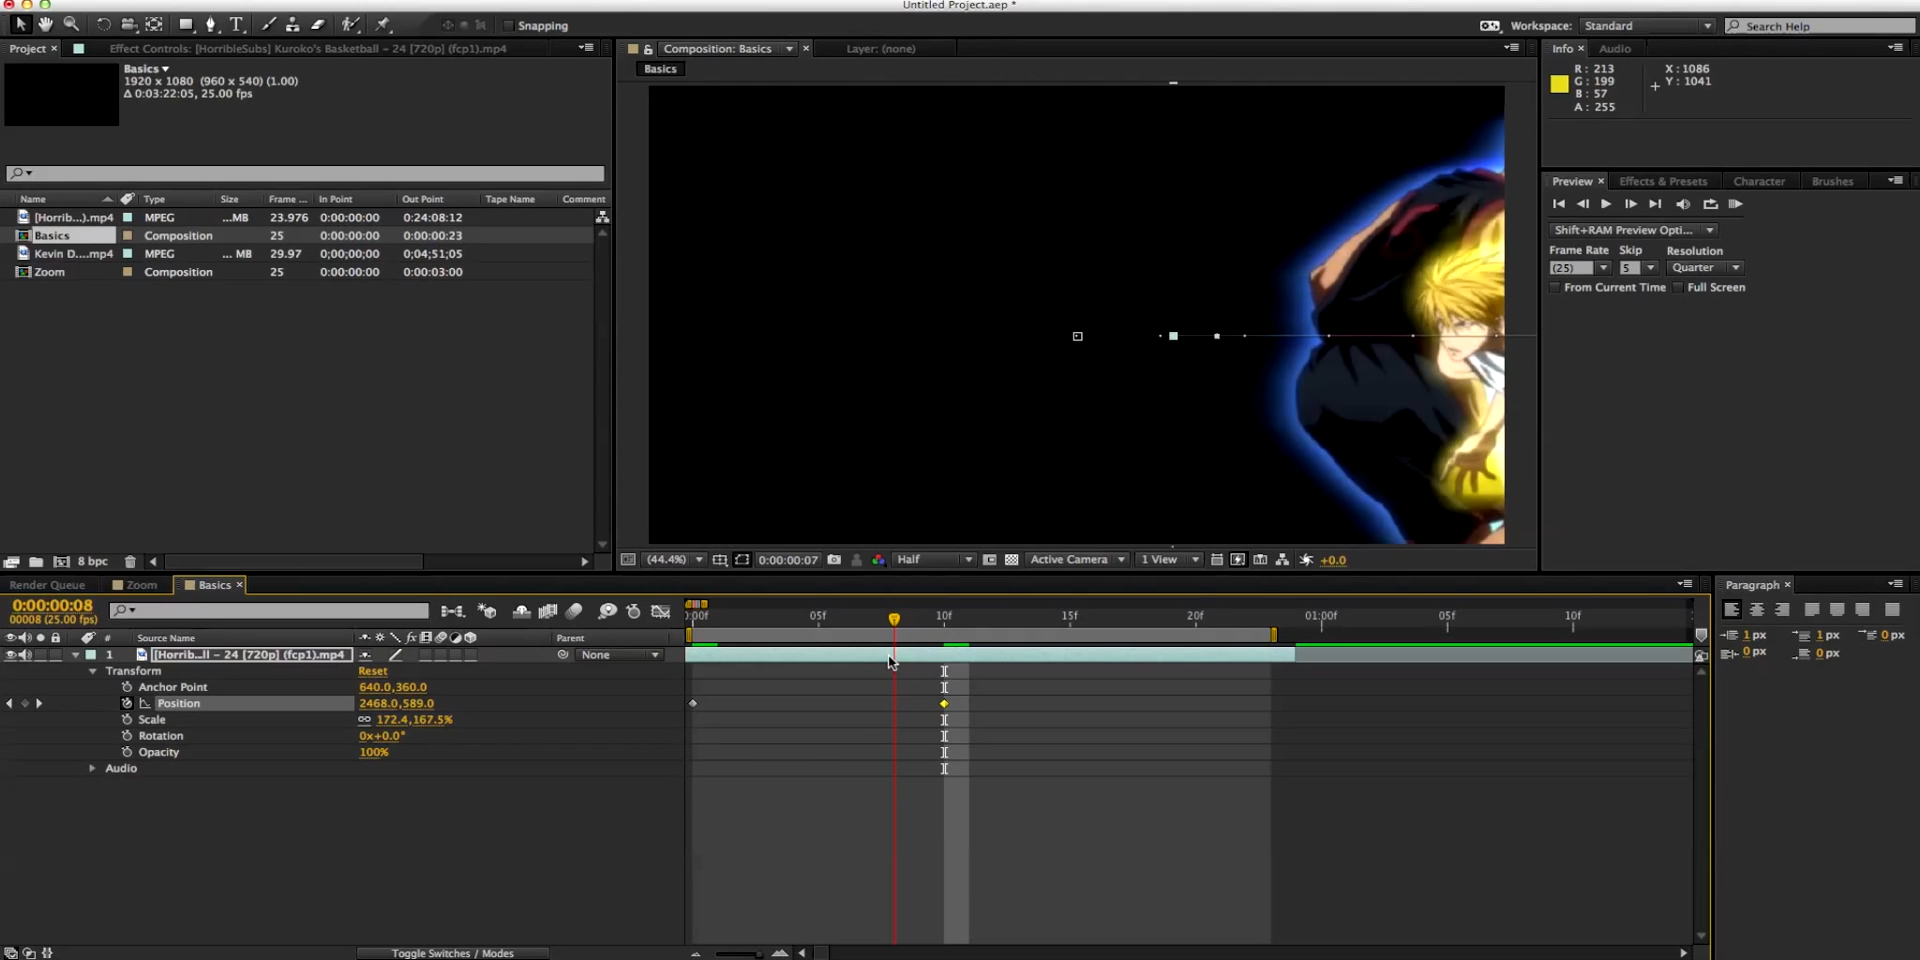 Untitled Project.aep *
Snapping
Workspace: Standard
Search Help
Project × Effect Controls: [HorribleSubs] Kuroko's Basketball – 24 [720p] (fcp1).mp4
Composition: Basics × Layer: (none)
Info × Audio
Basics
1920 x 1080 (960 x 540) (1.00)
Δ 0:03:22:05, 25.00 fps
Basics
R : 213
G : 199
B : 57
A : 255
X : 1086
Y : 1041
Preview × Effects & Presets Character Brushes
Name Type Size Frame ... In Point Out Point Tape Name Comment
[Horrib...).mp4 MPEG ...MB 23.976 0:00:00:00 0:24:08:12
Basics Composition 25 0:00:00:00 0:00:00:23
Kevin D....mp4 MPEG ... MB 29.97 0;00;00;00 0;04;51;05
Zoom Composition 25 0:00:00:00 0:00:03:00
Shift+RAM Preview Opti...
Frame Rate Skip Resolution
(25) 5 Quarter
From Current Time Full Screen
8 bpc
(44.4%) 0:00:00:07 Half Active Camera 1 View +0.0
Render Queue Zoom Basics ×
Paragraph ×
0:00:00:08
00008 (25.00 fps)
0:00f 05f 10f 15f 20f 01:00f 05f 10f
# Source Name fx Parent
1 [[Horrib...ll – 24 [720p] (fcp1).mp4 None
Transform Reset
Anchor Point 640.0,360.0
Position 2468.0,589.0
Scale 172.4,167.5%
Rotation 0x+0.0°
Opacity 100%
Audio
1 px 1 px 0 px
0 px 0 px
Toggle Switches / Modes